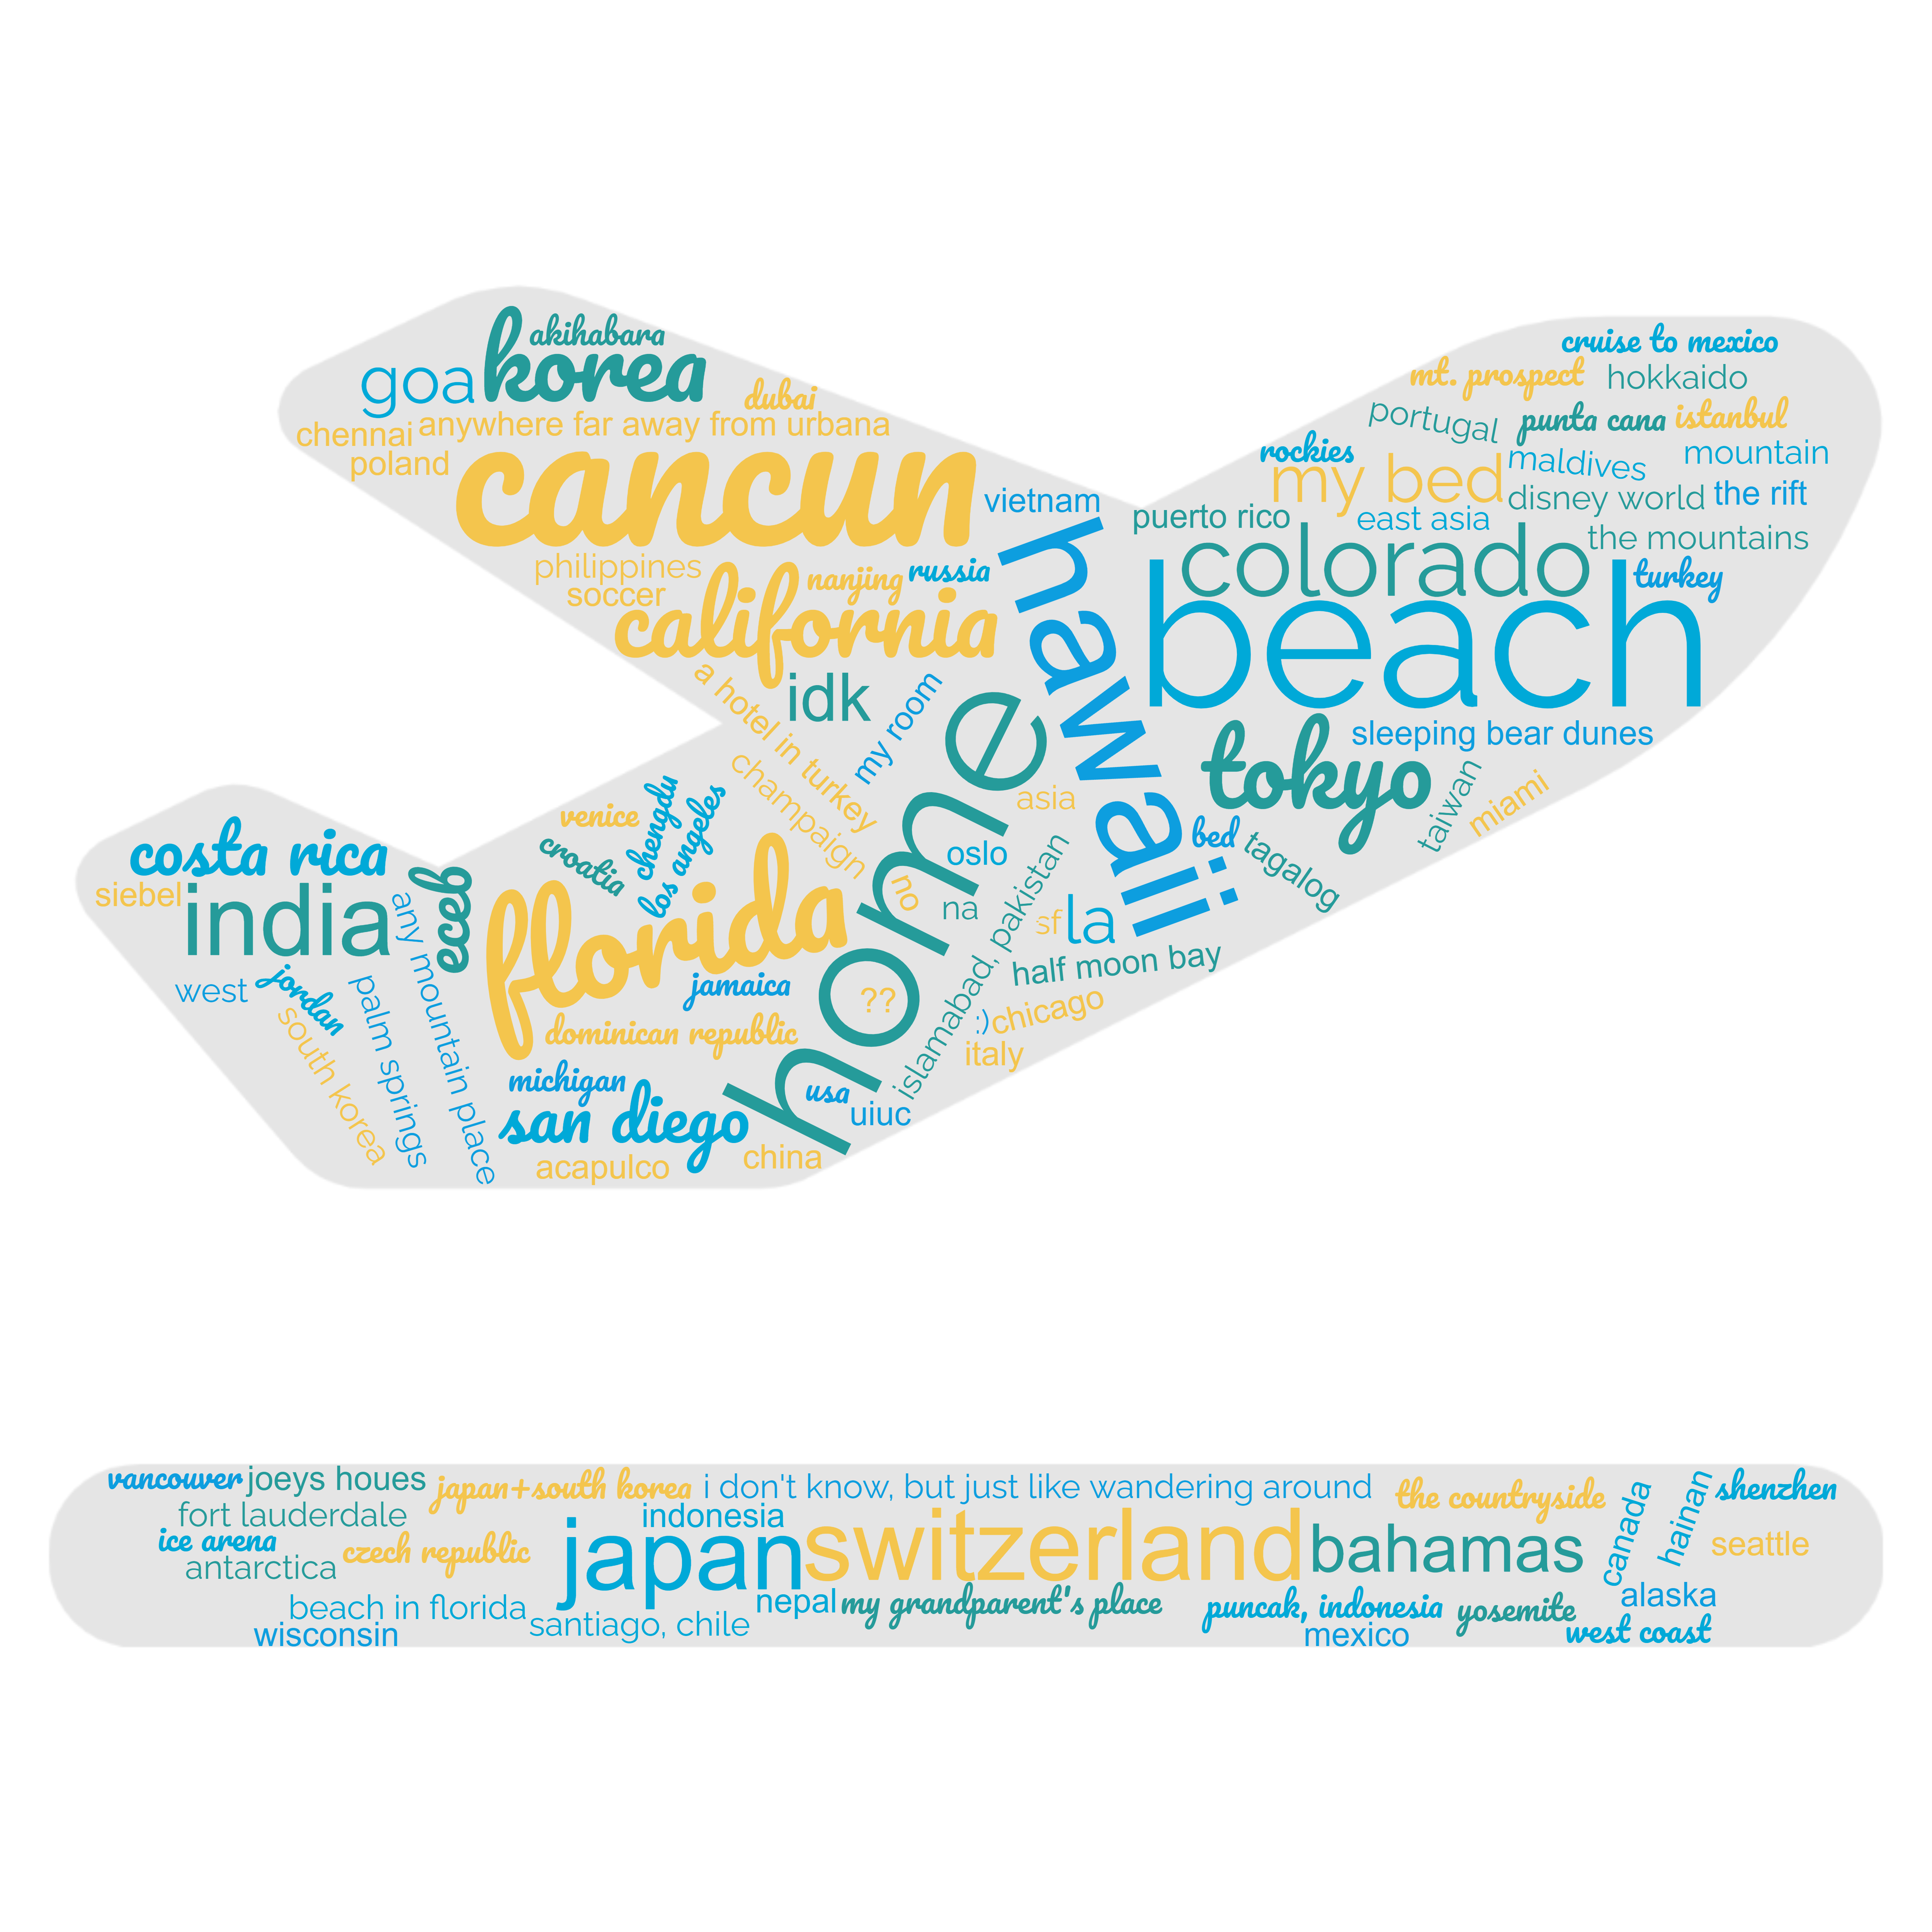 akihabara
korea
goa
dubai
anywhere far away from urbana
chennai
poland
cancun
vietnam
philippines
soccer
nanjing
russia
california
hawaii
cruise to mexico
mt. prospect
hokkaido
portugal
punta cana
istanbul
rockies
my bed
maldives
mountain
disney world
the rift
east asia
puerto rico
colorado
the mountains
turkey
beach
sleeping bear dunes
tokyo
taiwan
miami
bed
tagalog
a hotel in turkey
idk
my room
home
champaign
asia
oslo
no
na
islamabad, pakistan
sf
la
half moon bay
:)
chicago
italy
venice
chengdu
los angeles
croatia
florida
??
jamaica
dominican republic
michigan
san diego
usa
uiuc
china
acapulco
costa rica
siebel
india
eceb
any mountain place
west
jordan
palm springs
south korea
vancouver
joeys houes
japan+south korea
i don't know, but just like wandering around
the countryside
canada
hainan
shenzhen
fort lauderdale
indonesia
ice arena
antarctica
czech republic
japan
switzerland
bahamas
seattle
beach in florida
santiago, chile
nepal
my grandparent's place
puncak, indonesia
yosemite
alaska
wisconsin
mexico
west coast